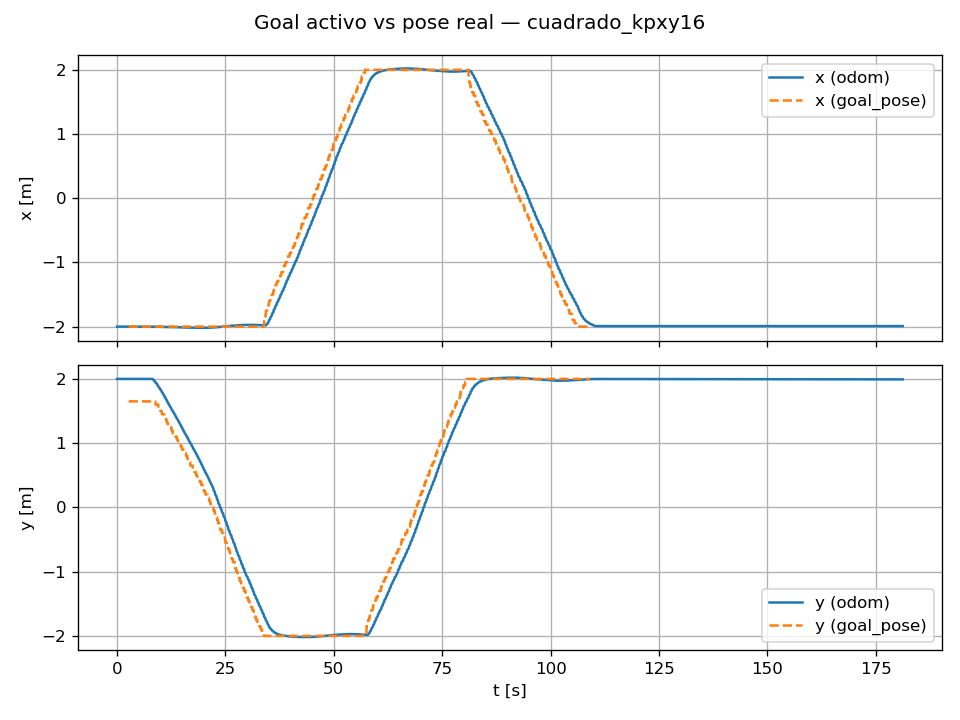 Goal activo vs pose real — cuadrado_kpxy16
x [m]
2
1
0
−1
−2
x (odom)
x (goal_pose)
y [m]
2
1
0
−1
−2
y (odom)
y (goal_pose)
0 25 50 75 100 125 150 175
t [s]